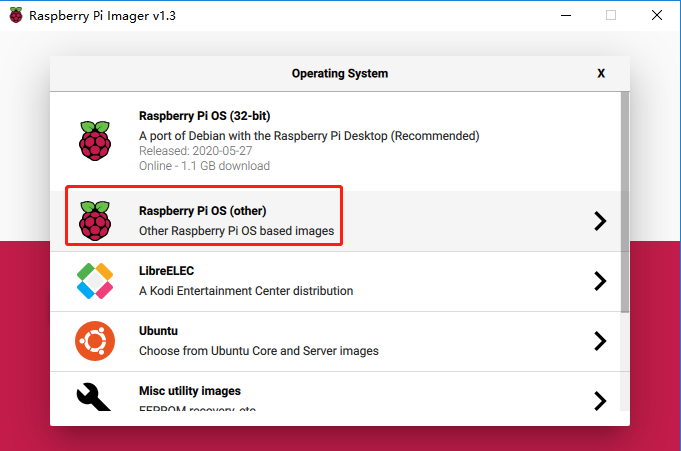 Raspberry Pi Imager v1.3
Operating System
X
Raspberry Pi OS (32-bit)
A port of Debian with the Raspberry Pi Desktop (Recommended)
Released: 2020-05-27
Online - 1.1 GB download
Raspberry Pi OS (other)
Other Raspberry Pi OS based images
LibreELEC
A Kodi Entertainment Center distribution
Ubuntu
Choose from Ubuntu Core and Server images
Misc utility images
EEPROM recovery, etc.